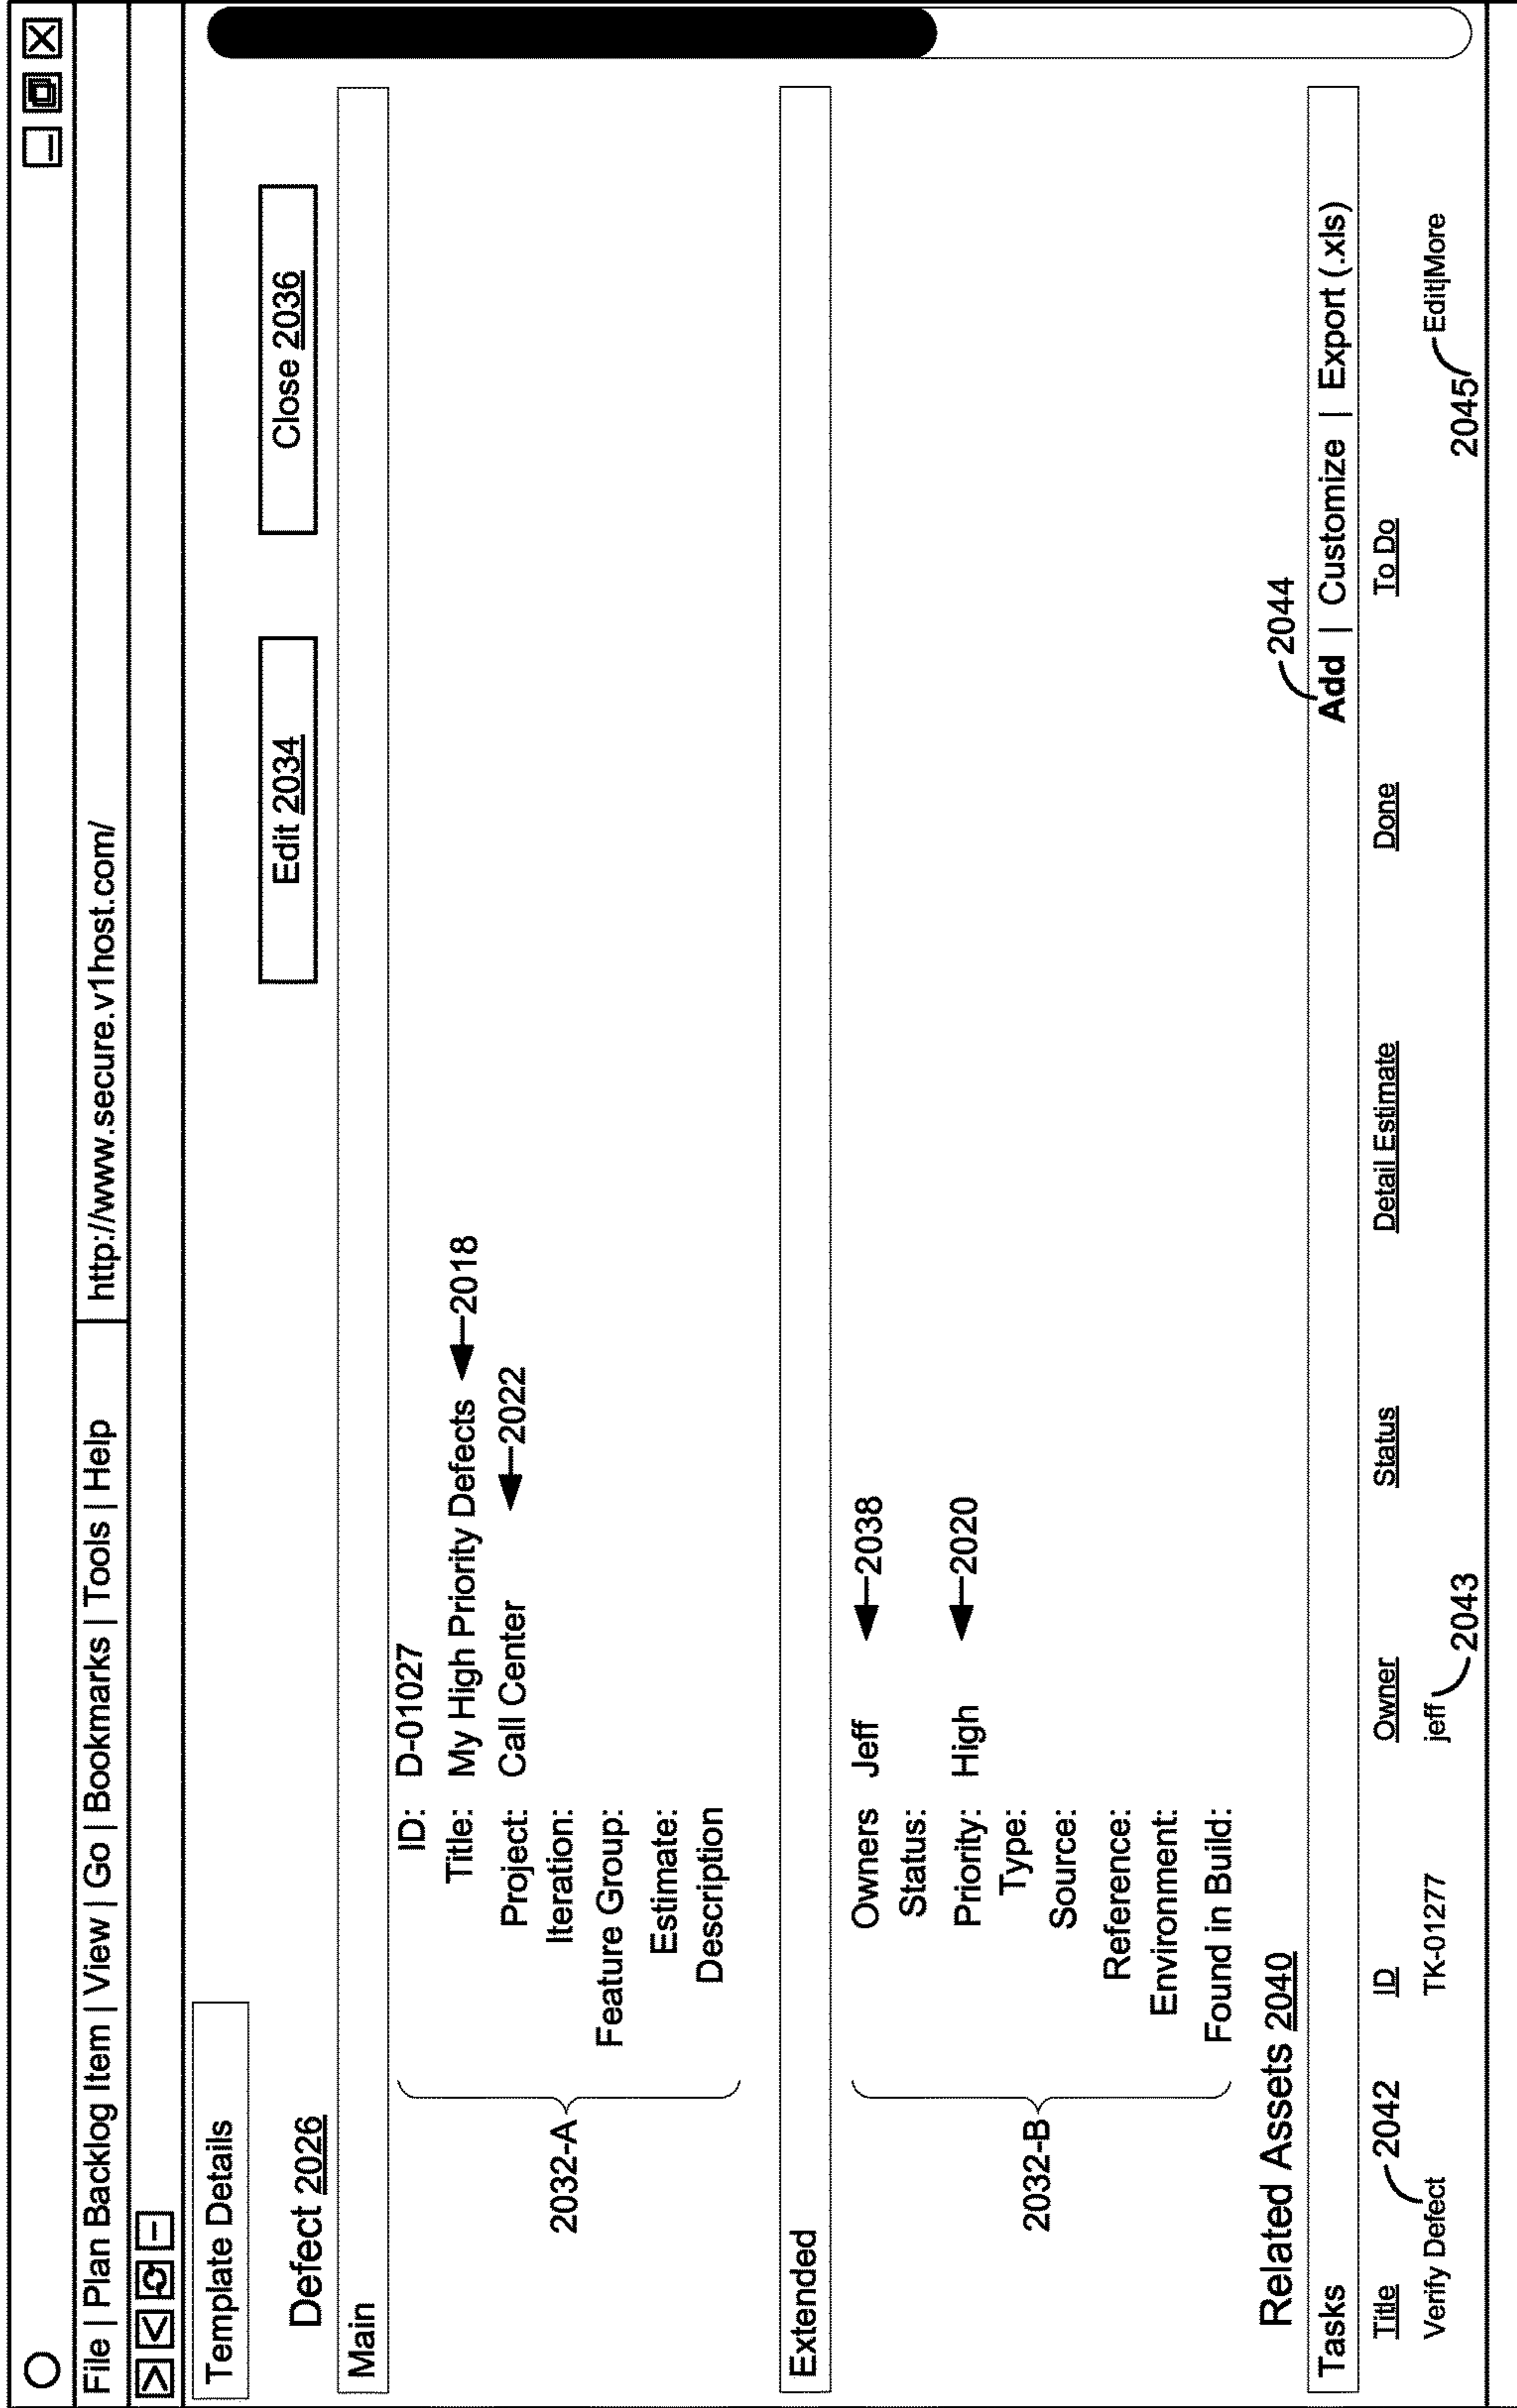 File | Plan Backlog Item | View | Go | Bookmarks | Tools | Help | http://www.secure.v1host.com/
Template Details
Defect 2026
Edit 2034 Close 2036
Main
2032-A
ID: D-01027
Title: My High Priority Defects 2018
Project: Call Center 2022
Iteration:
Feature Group:
Estimate:
Description
Extended
2032-B
Owners Jeff 2038
Status:
Priority: High 2020
Type:
Source:
Reference:
Environment:
Found in Build:
Related Assets 2040
2044
Tasks Add | Customize | Export (.xls)
Title 2042 ID Owner Status Detail Estimate Done To Do
Verify Defect TK-01277 jeff Edit|More
2043 2045